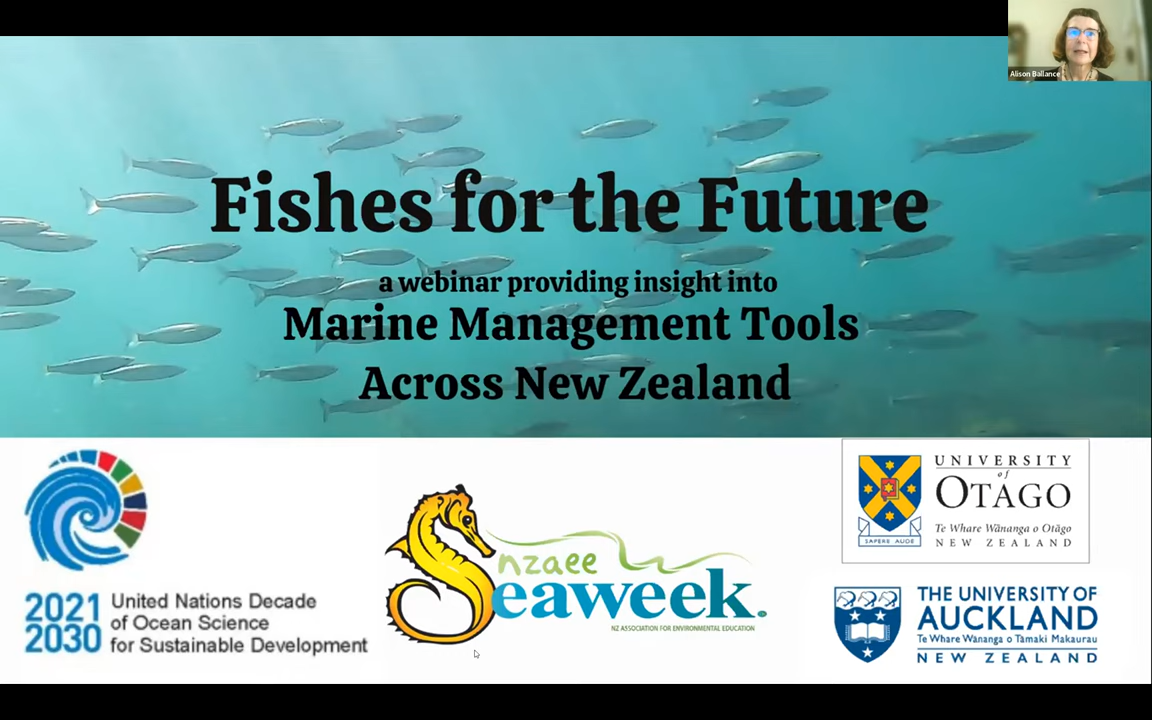 Alison Ballance
Fishes for the Future
a webinar providing insight into
Marine Management Tools
Across New Zealand
2021
2030
United Nations Decade
of Ocean Science
for Sustainable Development
nzaee
Seaweek.
NZ ASSOCIATION FOR ENVIRONMENTAL EDUCATION
SAPERE AUDE
UNIVERSITY
of
OTAGO
Te Whare Wānanga o Otāgo
NEW ZEALAND
THE UNIVERSITY OF
AUCKLAND
Te Whare Wānanga o Tāmaki Makaurau
NEW ZEALAND